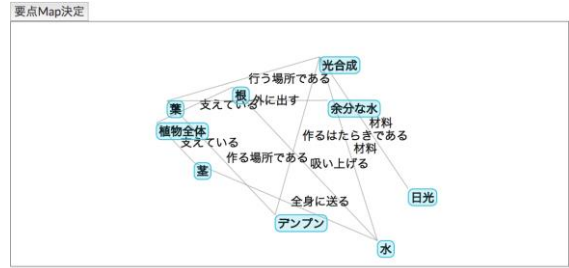 要点Map決定
光合成
行う場所である
根
外に出す
支えている
葉
余分な水
材料
植物全体
作るはたらきである
支えている
材料
作る場所である
吸い上げる
茎
日光
全身に送る
デンプン
水